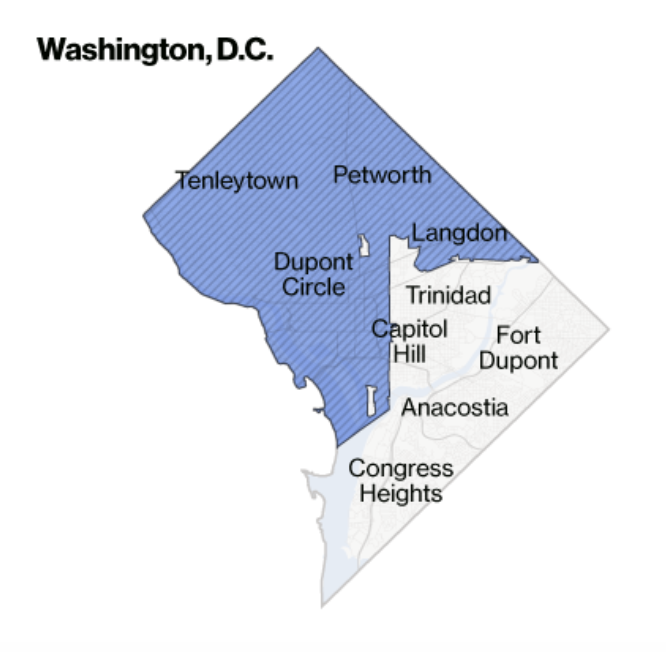 Washington, D.C.
Tenleytown
Petworth
Langdon
Dupont
Circle
Trinidad
Capitol
Hill
Fort
Dupont
Anacostia
Congress
Heights